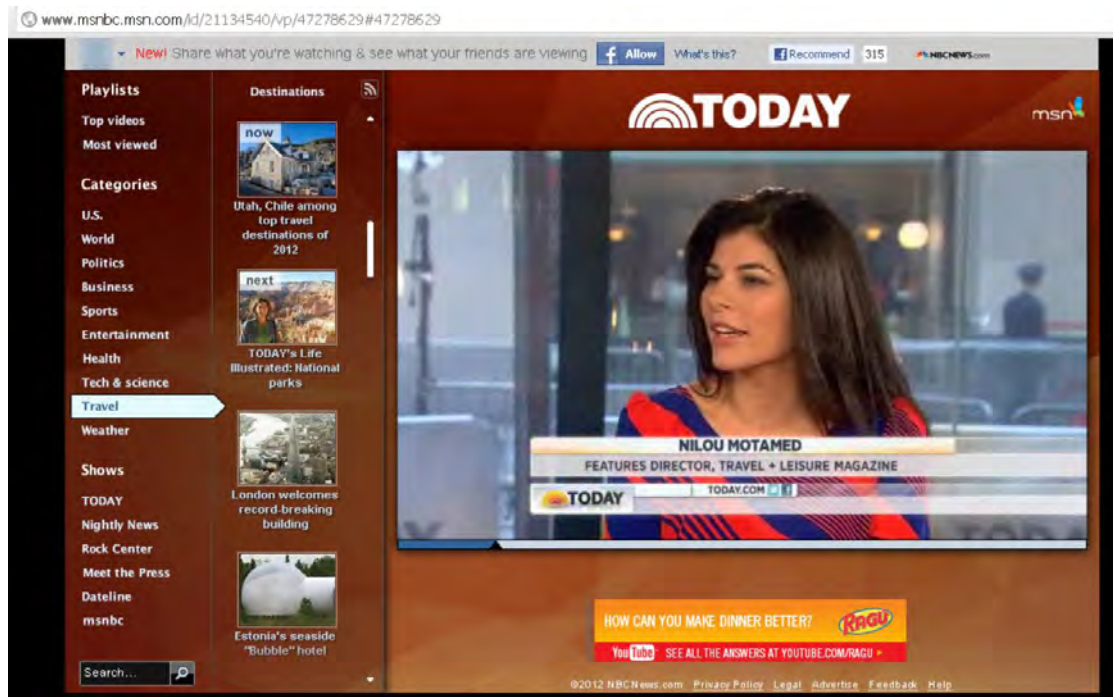 www.msnbc.msn.com/id/21134540/vp/47278629#47278629
New! Share what you're watching & see what your friends are viewing
f Allow
What's this?
f Recommend
315
NBCNEWS.com
Playlists
Top videos
Most viewed
Categories
U.S.
World
Politics
Business
Sports
Entertainment
Health
Tech & science
Travel
Weather
Shows
TODAY
Nightly News
Rock Center
Meet the Press
Dateline
msnbc
Search...
Destinations
now
Utah, Chile among
top travel
destinations of
2012
next
TODAY's Life
Illustrated: National
parks
London welcomes
record-breaking
building
Estonia's seaside
"Bubble" hotel
TODAY
msn
NILOU MOTAMED
FEATURES DIRECTOR, TRAVEL + LEISURE MAGAZINE
TODAY
TODAY.COM
HOW CAN YOU MAKE DINNER BETTER?
RAGU
YouTube SEE ALL THE ANSWERS AT YOUTUBE.COM/RAGU
©2012 NBCNews.com Privacy Policy Legal Advertise Feedback Help